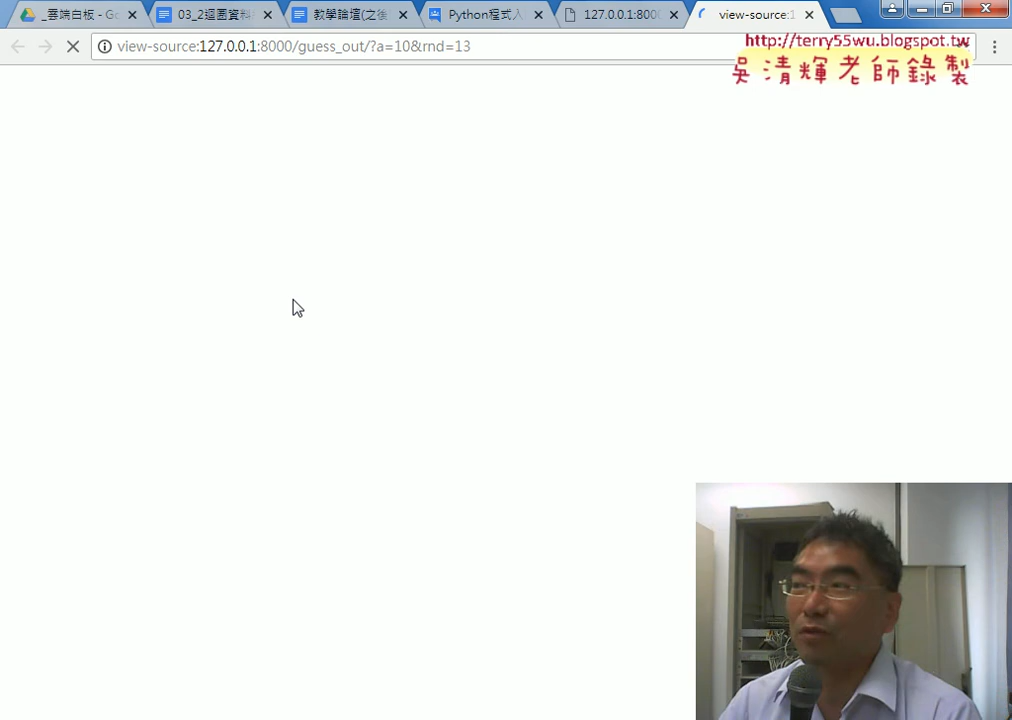 _雲端白板 - Go
03_2迴圈資料
教學論壇(之後
Python程式入
127.0.0.1:8000
view-source:1
view-source:127.0.0.1:8000/guess_out/?a=10&rnd=13
http://terry55wu.blogspot.tw
吳清輝老師錄製